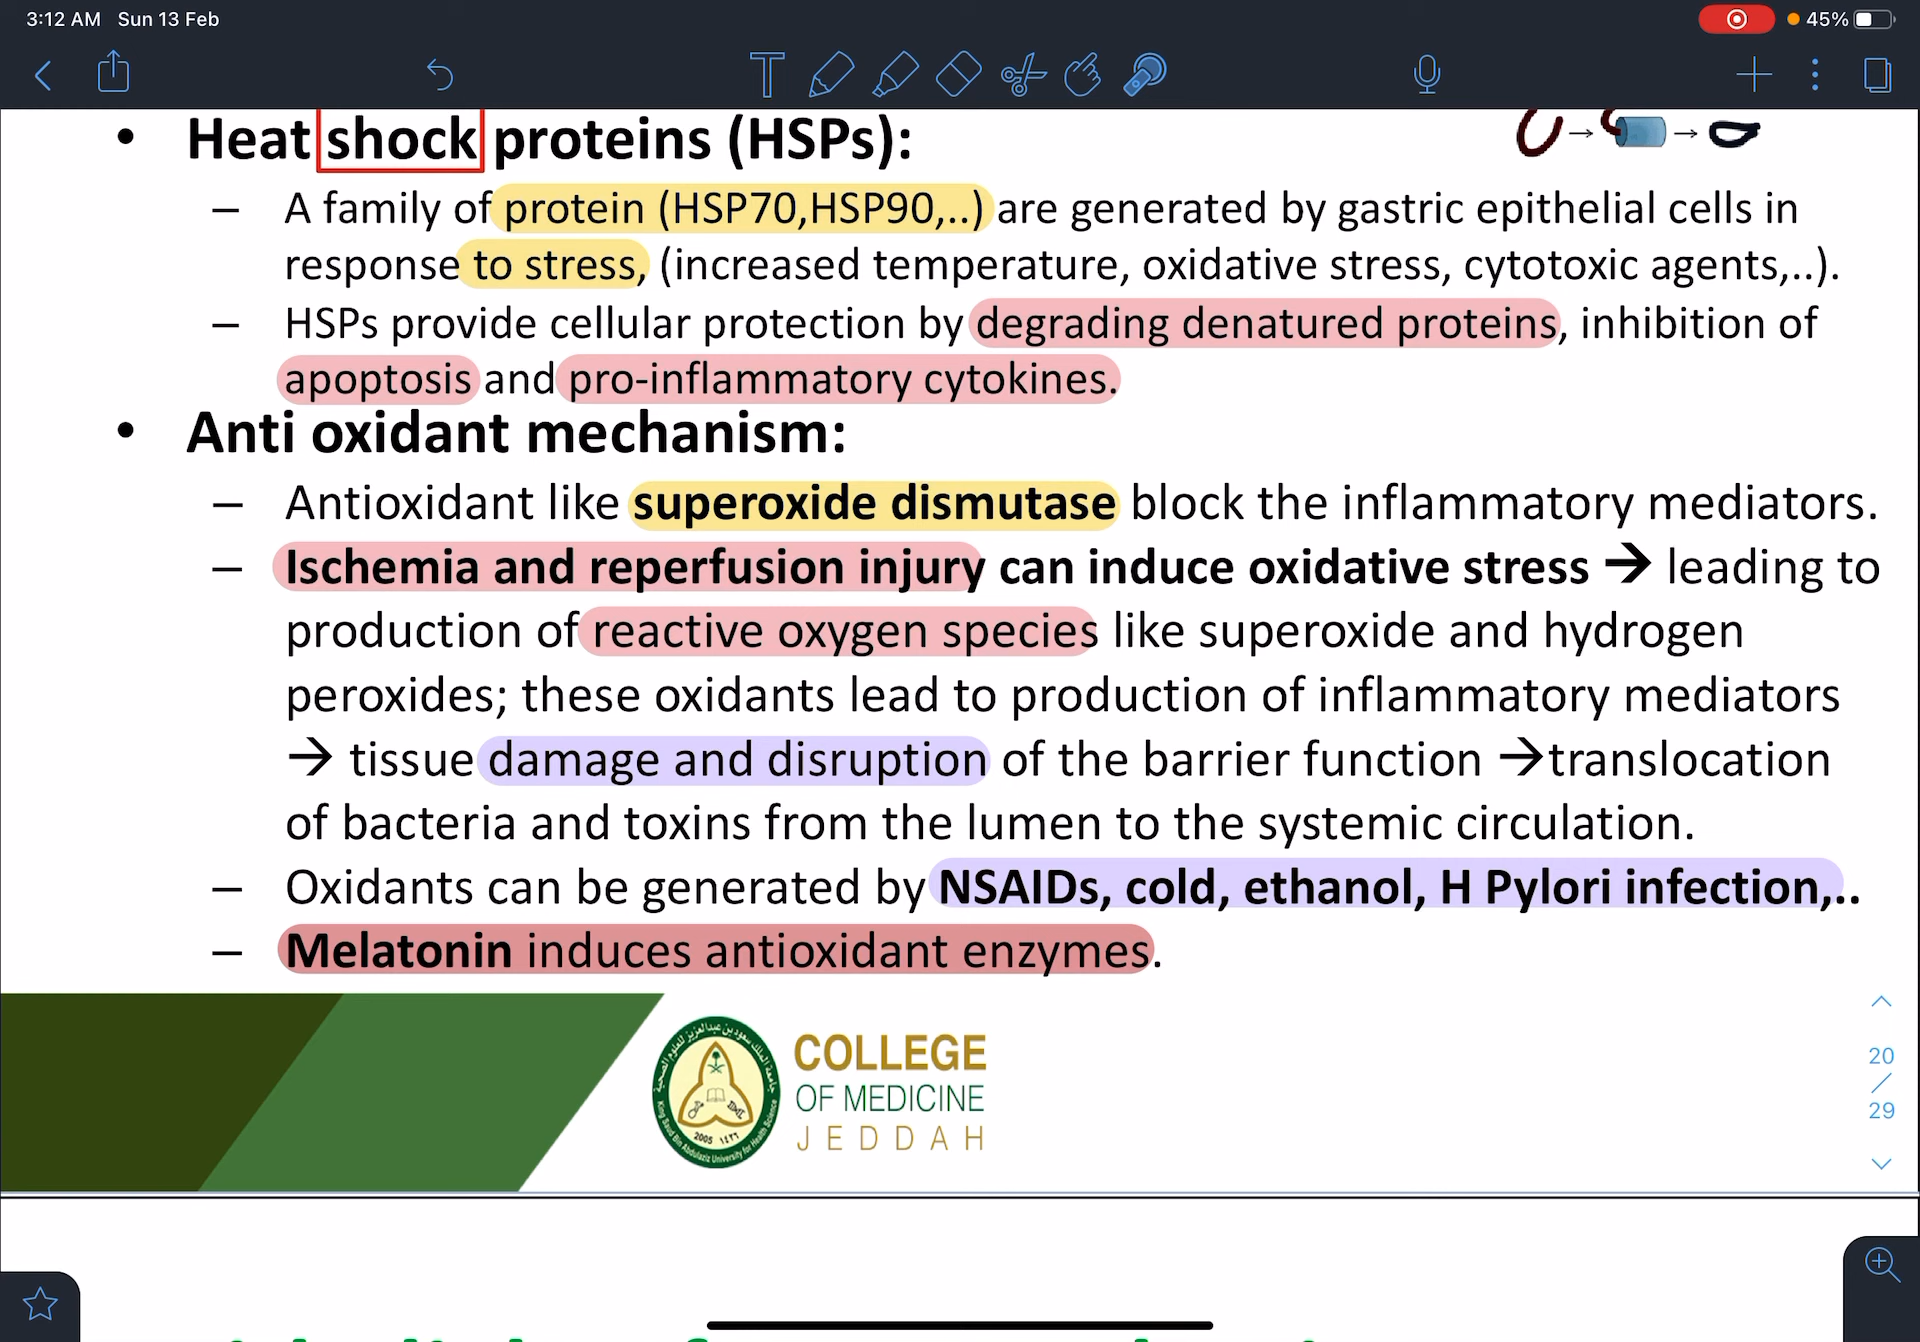 3:12 AM Sun 13 Feb
45%
• Heat shock proteins (HSPs):
– A family of protein (HSP70,HSP90,..) are generated by gastric epithelial cells in
response to stress, (increased temperature, oxidative stress, cytotoxic agents,..).
– HSPs provide cellular protection by degrading denatured proteins, inhibition of
apoptosis and pro-inflammatory cytokines.
• Anti oxidant mechanism:
– Antioxidant like superoxide dismutase block the inflammatory mediators.
– Ischemia and reperfusion injury can induce oxidative stress → leading to
production of reactive oxygen species like superoxide and hydrogen
peroxides; these oxidants lead to production of inflammatory mediators
→ tissue damage and disruption of the barrier function →translocation
of bacteria and toxins from the lumen to the systemic circulation.
– Oxidants can be generated by NSAIDs, cold, ethanol, H Pylori infection,..
– Melatonin induces antioxidant enzymes.
COLLEGE
OF MEDICINE
JEDDAH
2005 ١٤٢٦
20
/
29